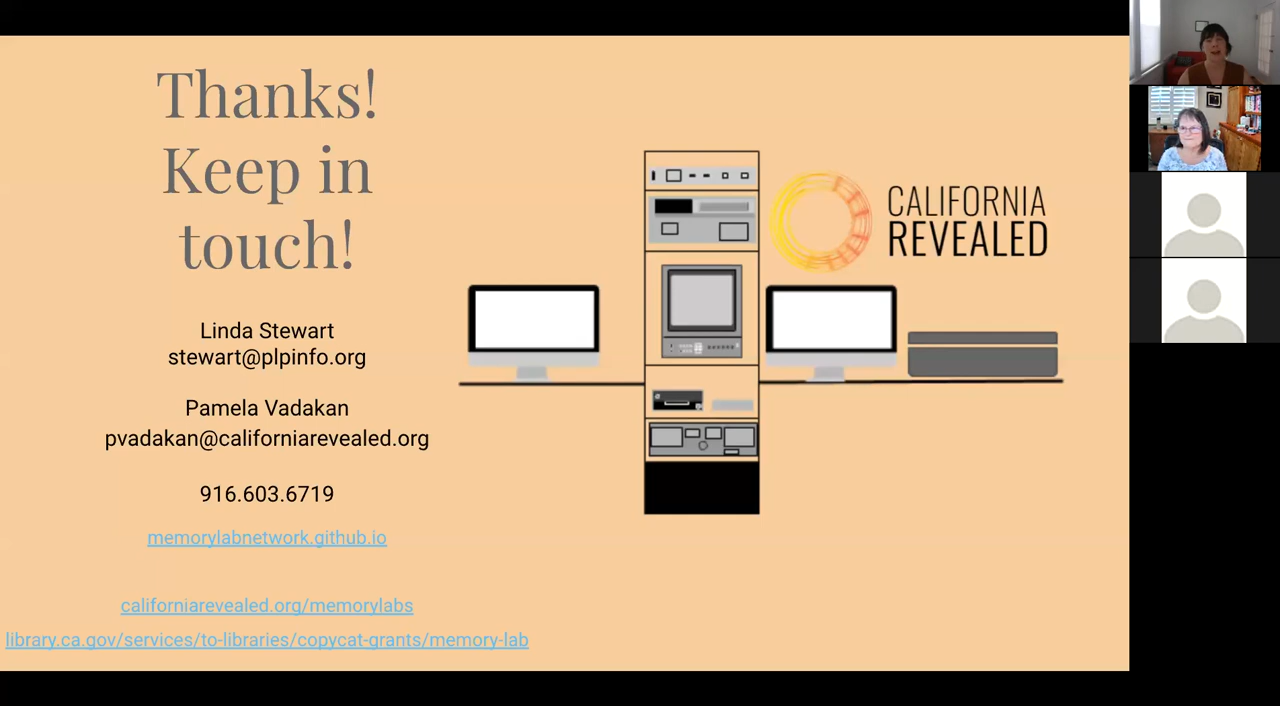 Thanks!
Keep in
touch!
Linda Stewart
stewart@plpinfo.org
Pamela Vadakan
pvadakan@californiarevealed.org
916.603.6719
memorylabnetwork.github.io
californiarevealed.org/memorylabs
library.ca.gov/services/to-libraries/copycat-grants/memory-lab
CALIFORNIA
REVEALED